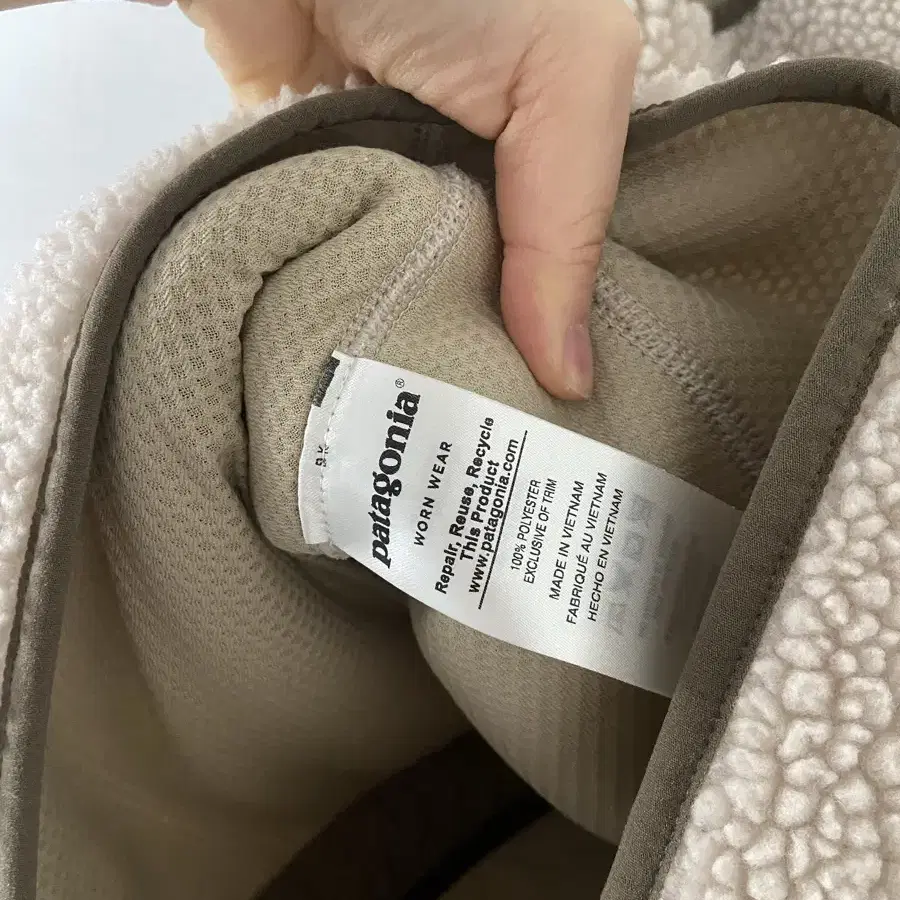 patagonia®
WORN WEAR
Repair, Reuse, Recycle
This Product
www.patagonia.com
100% POLYESTER
EXCLUSIVE OF TRIM
MADE IN VIETNAM
FABRIQUÉ AU VIETNAM
HECHO EN VIETNAM